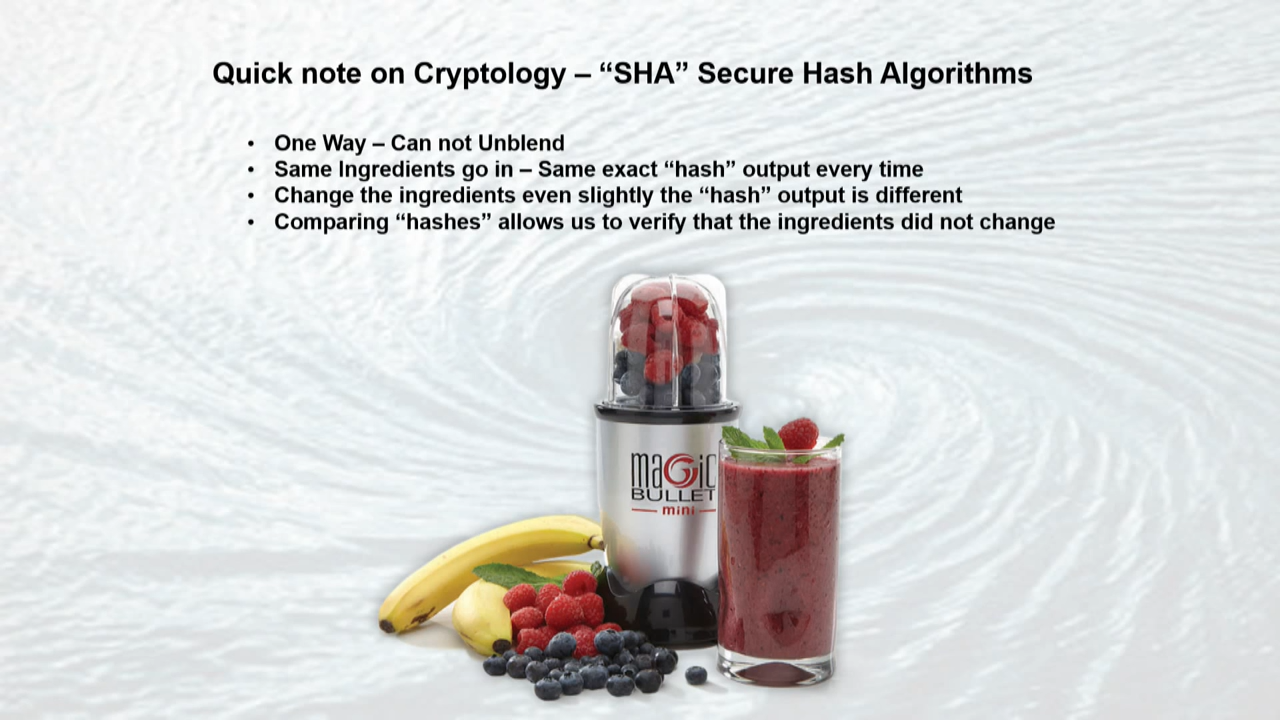 Quick note on Cryptology – “SHA” Secure Hash Algorithms
• One Way – Can not Unblend
• Same Ingredients go in – Same exact “hash” output every time
• Change the ingredients even slightly the “hash” output is different
• Comparing “hashes” allows us to verify that the ingredients did not change
magic
BULLET
mini